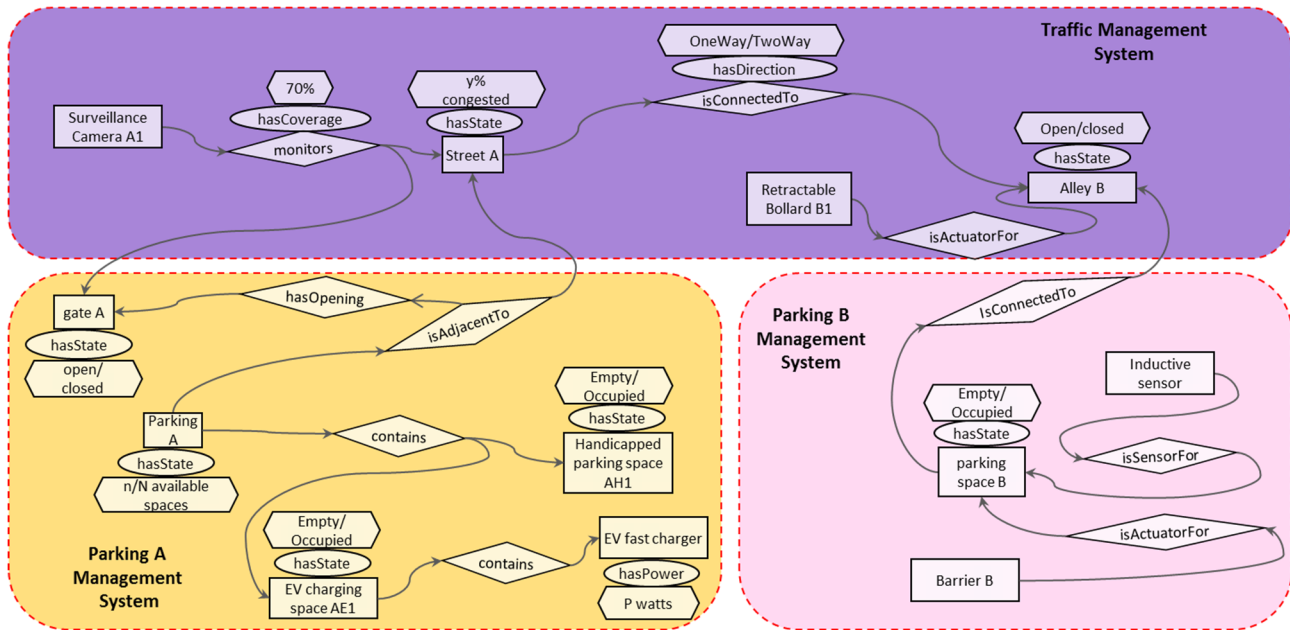 Traffic Management
System
OneWay/TwoWay
hasDirection
isConnectedTo
70%
hasCoverage
monitors
y%
congested
hasState
Street A
Surveillance
Camera A1
Open/closed
hasState
Alley B
Retractable
Bollard B1
isActuatorFor
hasOpening
gate A
hasState
open/
closed
isAdjacentTo
Parking
A
hasState
n/N available
spaces
contains
Empty/
Occupied
hasState
Handicapped
parking space
AH1
Empty/
Occupied
hasState
EV charging
space AE1
contains
EV fast charger
hasPower
P watts
Parking A
Management
System
IsConnectedTo
Parking B
Management
System
Inductive
sensor
Empty/
Occupied
hasState
parking
space B
isSensorFor
isActuatorFor
Barrier B